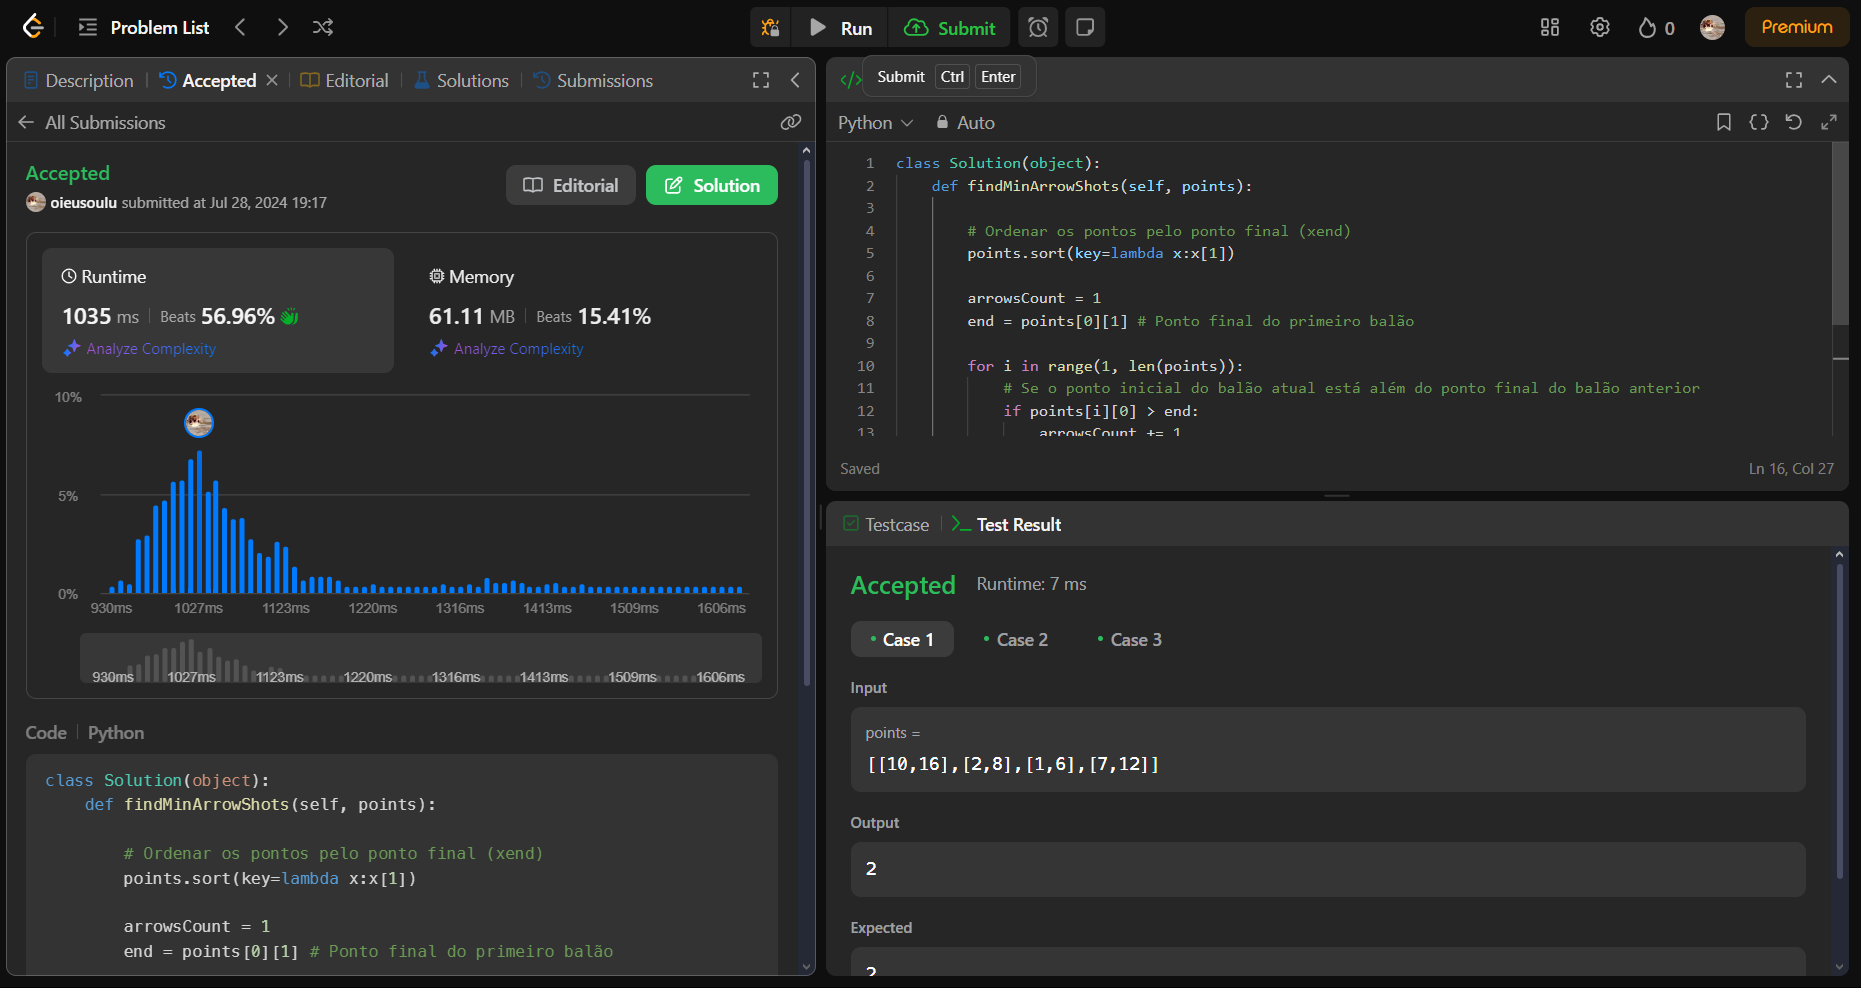 Problem List
Run
Submit
0
Premium
Description
Accepted
Editorial
Solutions
Submissions
All Submissions
Accepted
oieusoulu submitted at Jul 28, 2024 19:17
Editorial
Solution
Runtime
1035 ms
Beats 56.96%
Analyze Complexity
Memory
61.11 MB
Beats 15.41%
Analyze Complexity
10%
5%
0%
930ms 1027ms 1123ms 1220ms 1316ms 1413ms 1509ms 1606ms
930ms 1027ms 1123ms 1220ms 1316ms 1413ms 1509ms 1606ms
Code
Python
class Solution(object):
def findMinArrowShots(self, points):
# Ordenar os pontos pelo ponto final (xend)
points.sort(key=lambda x:x[1])
arrowsCount = 1
end = points[0][1] # Ponto final do primeiro balão
</>
Submit Ctrl Enter
Python
Auto
1 class Solution(object):
2 def findMinArrowShots(self, points):
3
4 # Ordenar os pontos pelo ponto final (xend)
5 points.sort(key=lambda x:x[1])
6
7 arrowsCount = 1
8 end = points[0][1] # Ponto final do primeiro balão
9
10 for i in range(1, len(points)):
11 # Se o ponto inicial do balão atual está além do ponto final do balão anterior
12 if points[i][0] > end:
13 arrowsCount += 1
Saved
Ln 16, Col 27
Testcase
Test Result
Accepted
Runtime: 7 ms
Case 1
Case 2
Case 3
Input
points =
[[10,16],[2,8],[1,6],[7,12]]
Output
2
Expected
2